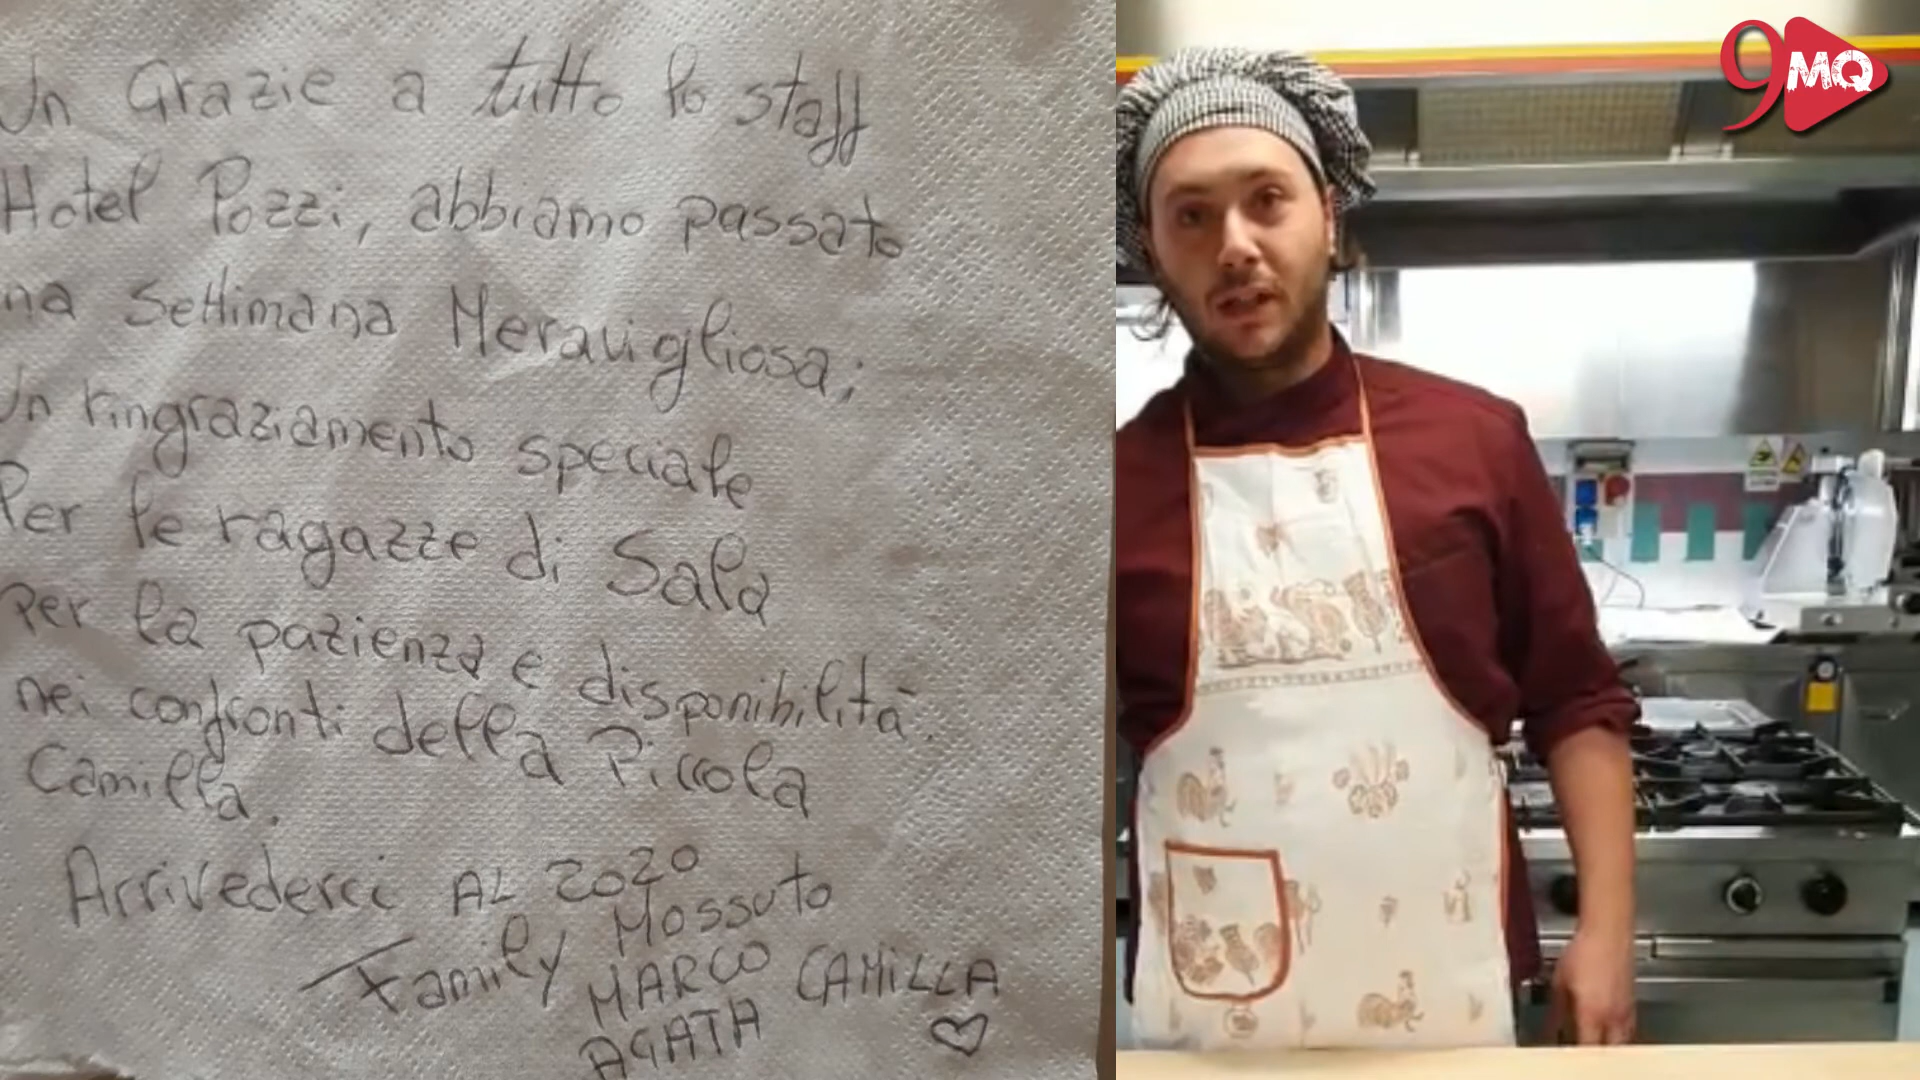 Un Grazie a tutto lo staff
Hotel Pozzi, abbiamo passato
na Settimana Meravigliosa;
Un ringraziamento speciale
Per le ragazze di Sala
per la pazienza e disponibilità.
nei confronti della Piccola
Camilla.
Arrivederci AL 2020
Family Mossuto
MARCO CAMILLA
AGATA
9MQ